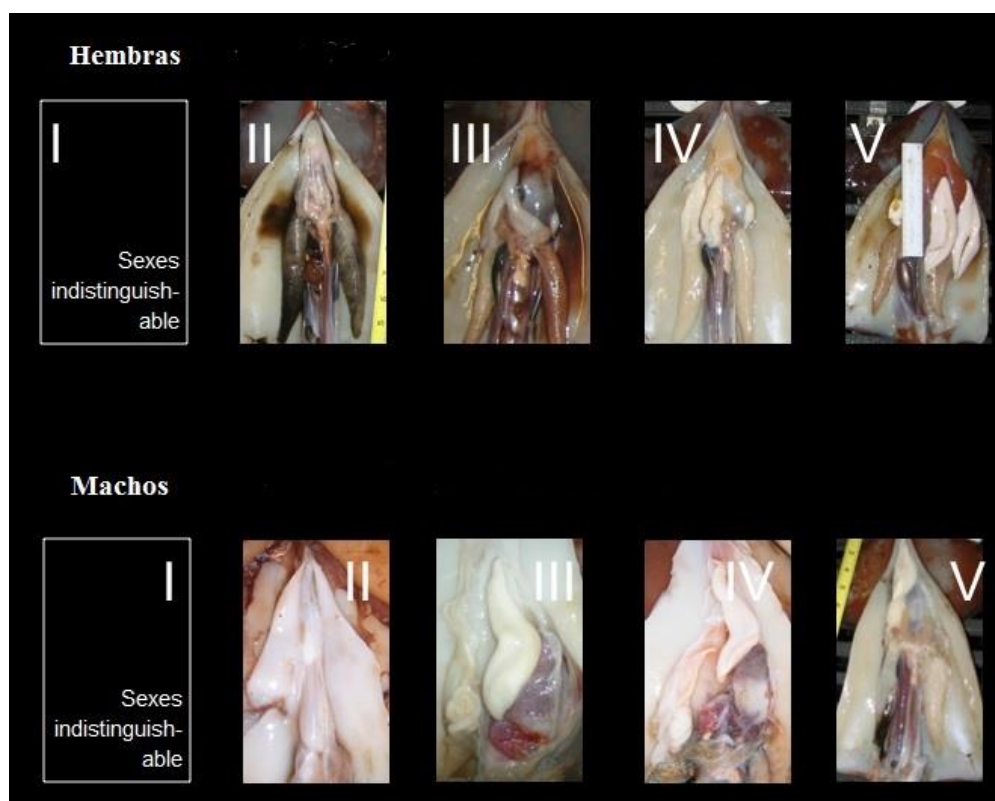 Hembras
I
II
III
IV
V
Sexes
indistinguish-
able
Machos
I
II
III
IV
V
Sexes
indistinguish-
able